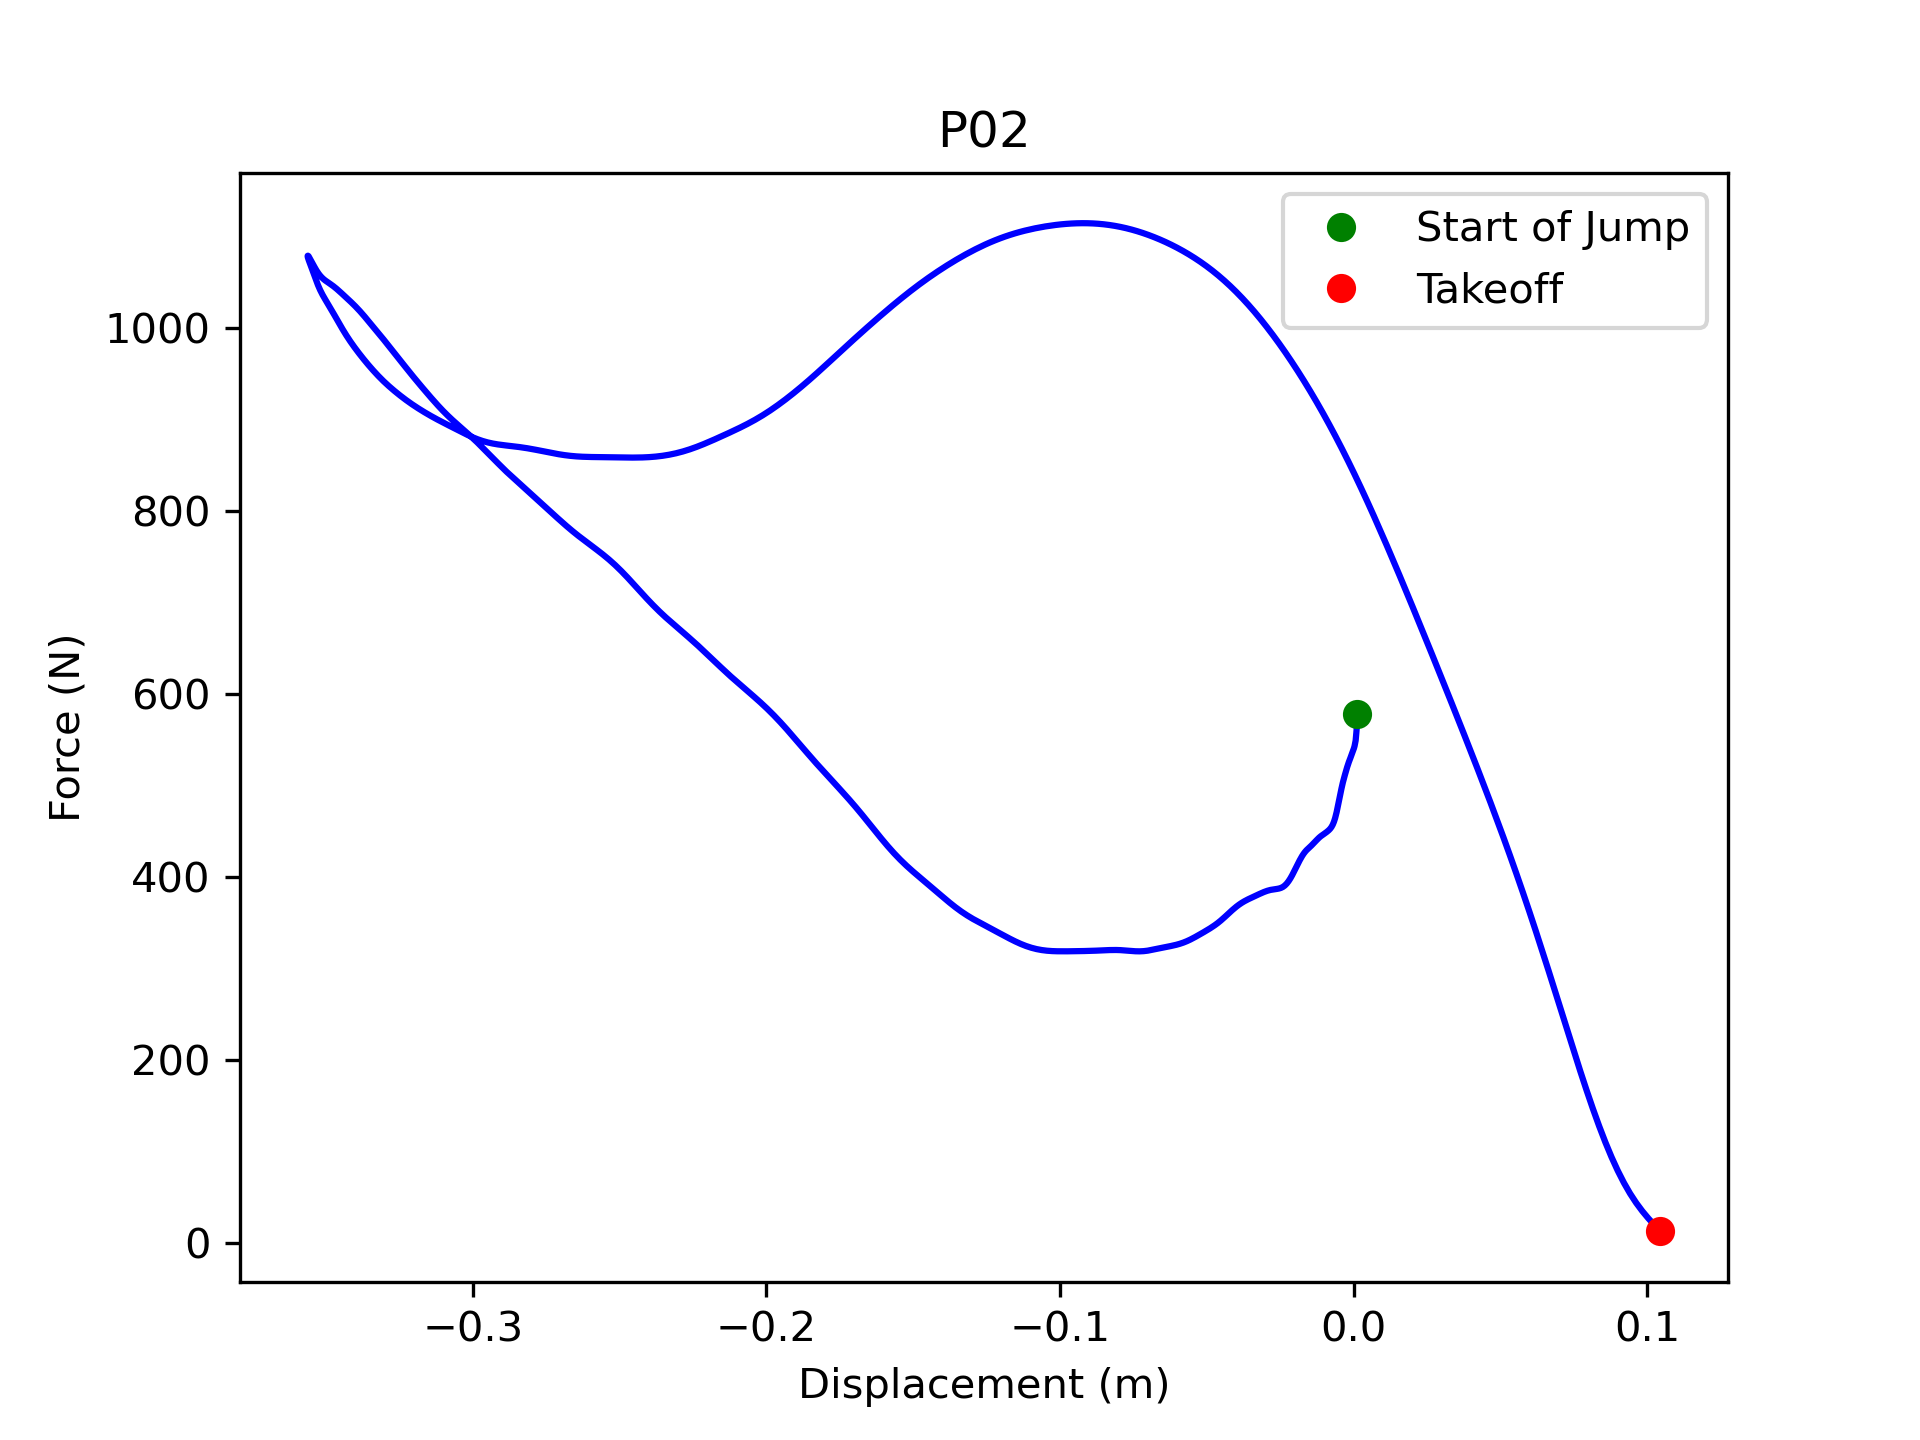 P02
Start of Jump
Takeoff
1000
800
600
400
200
0
Force (N)
−0.3
−0.2
−0.1
0.0
0.1
Displacement (m)